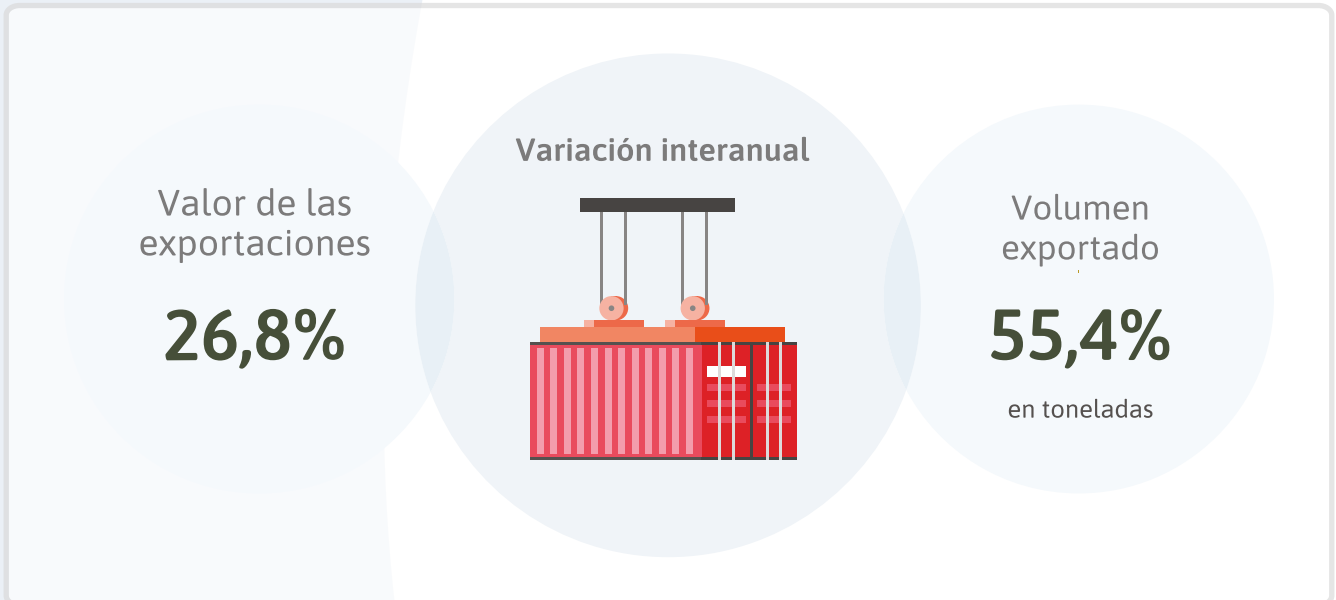 Variación interanual
Valor de las
exportaciones
26,8%
Volumen
exportado
55,4%
en toneladas